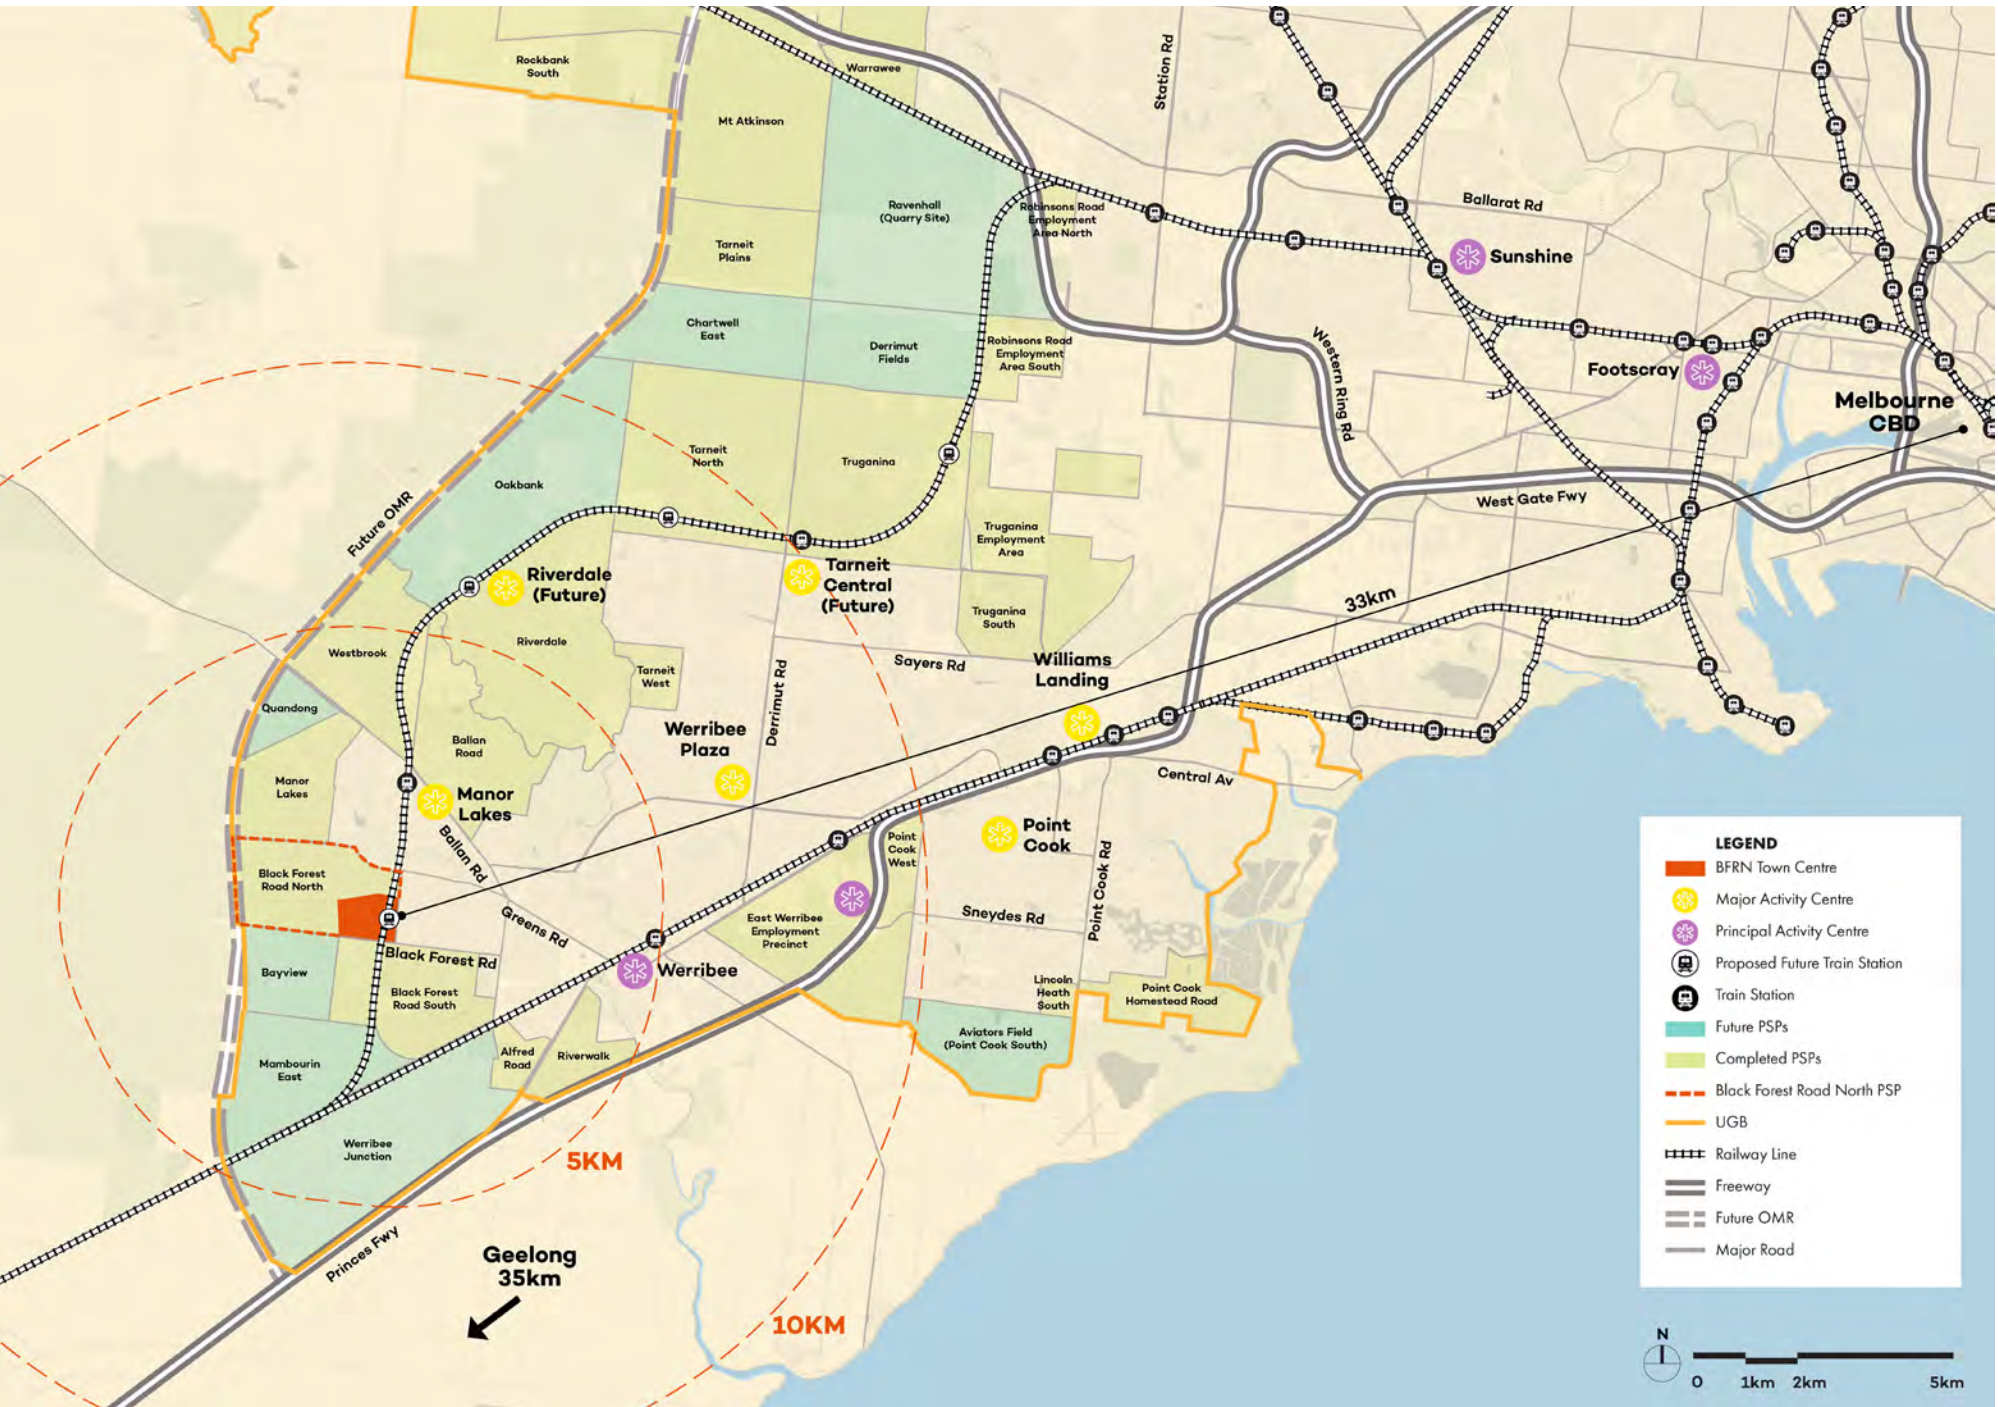 Rockbank
South
Warrawee
Station Rd
Mt Atkinson
Ravenhall
(Quarry Site)
Robinsons Road
Employment
Area North
Ballarat Rd
Tarneit
Plains
Sunshine
Chartwell
East
Derrimut
Fields
Robinsons Road
Employment
Area South
Western Ring Rd
Footscray
Melbourne
CBD
Tarneit
North
Truganina
Oakbank
West Gate Fwy
Future OMR
Truganina
Employment
Area
Riverdale
(Future)
Tarneit
Central
(Future)
33km
Truganina
South
Riverdale
Westbrook
Tarneit
West
Sayers Rd
Williams
Landing
Derrimut Rd
Quandong
Ballan
Road
Werribee
Plaza
Central Av
Manor
Lakes
Manor
Lakes
Ballan Rd
Point
Cook
West
Point
Cook
Point Cook Rd
Black Forest
Road North
Greens Rd
East Werribee
Employment
Precinct
Sneydes Rd
Black Forest Rd
Werribee
Bayview
Black Forest
Road South
Lincoln
Heath
South
Point Cook
Homestead Road
Aviators Field
(Point Cook South)
Mambourin
East
Alfred
Road
Riverwalk
Werribee
Junction
5KM
Princes Fwy
Geelong
35km
10KM
LEGEND
BFRN Town Centre
Major Activity Centre
Principal Activity Centre
Proposed Future Train Station
Train Station
Future PSPs
Completed PSPs
Black Forest Road North PSP
UGB
Railway Line
Freeway
Future OMR
Major Road
N
0 1km 2km 5km